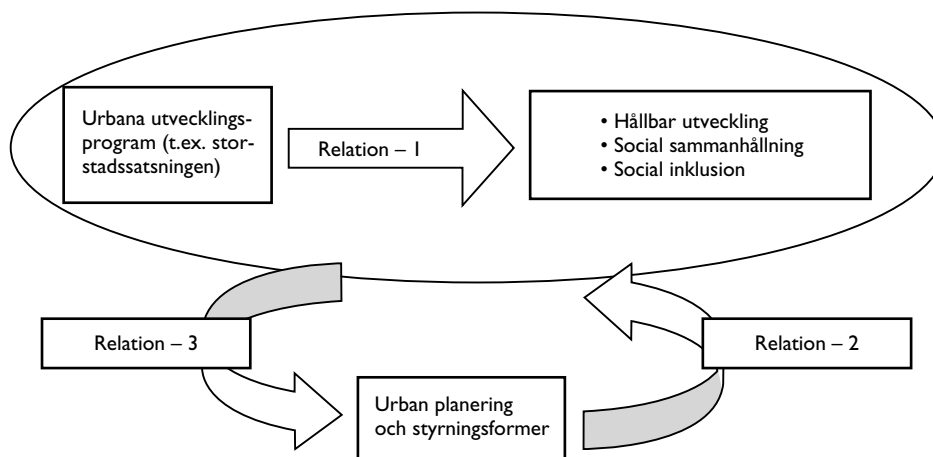 Urbana utvecklings-
program (t.ex. stor-
stadssatsningen)
Relation – 1
• Hållbar utveckling
• Social sammanhållning
• Social inklusion
Relation – 3
Relation – 2
Urban planering
och styrningsformer